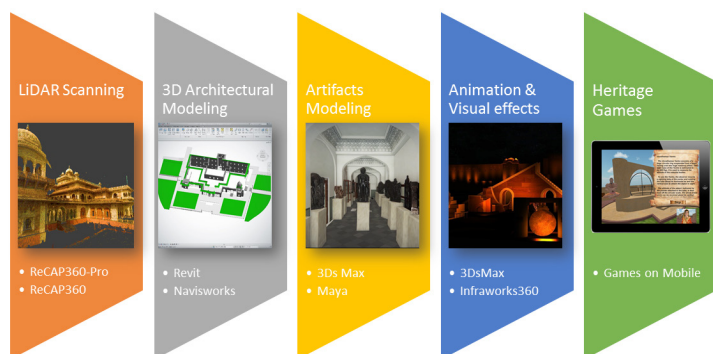 LiDAR Scanning
• ReCAP360-Pro
• ReCAP360
3D Architectural
Modeling
• Revit
• Navisworks
Artifacts
Modeling
• 3Ds Max
• Maya
Animation &
Visual effects
• 3DsMax
• Infraworks360
Heritage
Games
• Games on Mobile